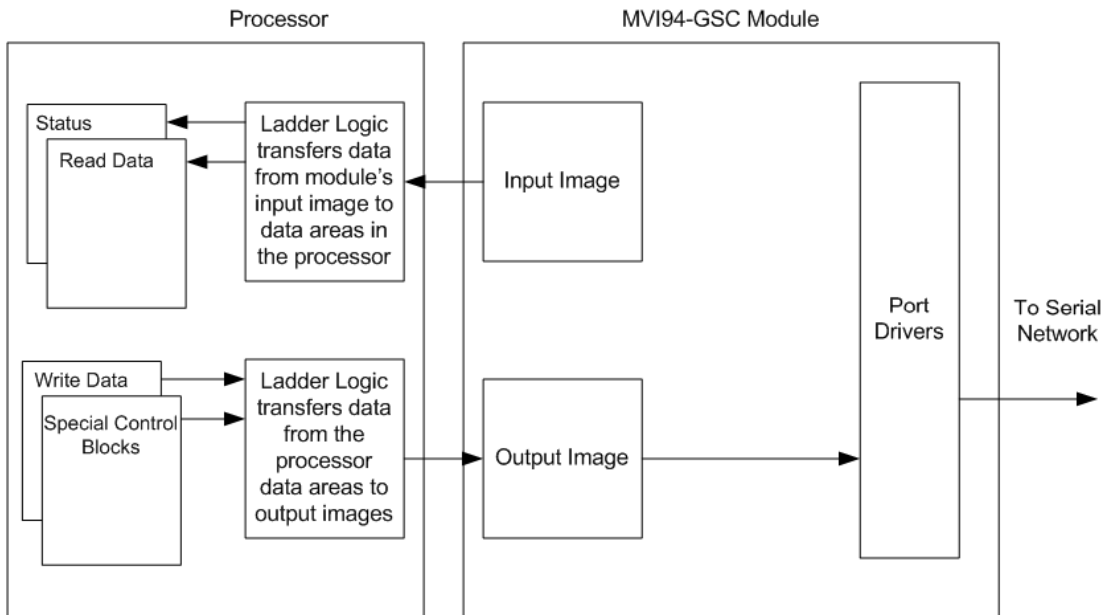 Processor
MVI94-GSC Module
Status
Read Data
Ladder Logic
transfers data
from module's
input image to
data areas in
the processor
Input Image
Port
Drivers
To Serial
Network
Write Data
Special Control
Blocks
Ladder Logic
transfers data
from the
processor
data areas to
output images
Output Image